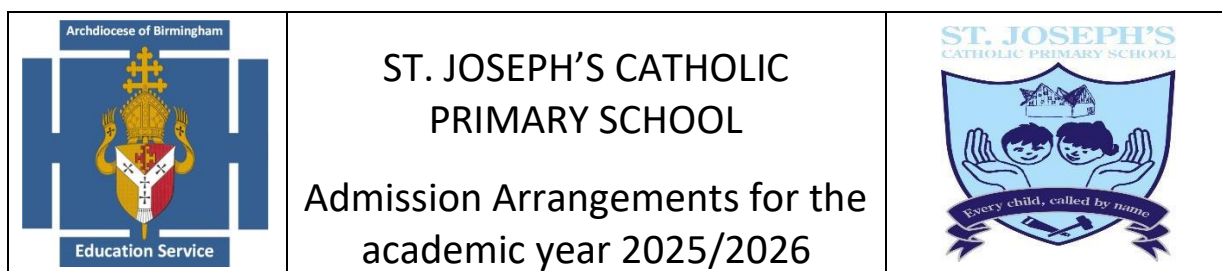 Archdiocese of Birmingham
Education Service
ST. JOSEPH’S CATHOLIC
PRIMARY SCHOOL
Admission Arrangements for the
academic year 2025/2026
ST. JOSEPH'S
CATHOLIC PRIMARY SCHOOL
Every child, called by name